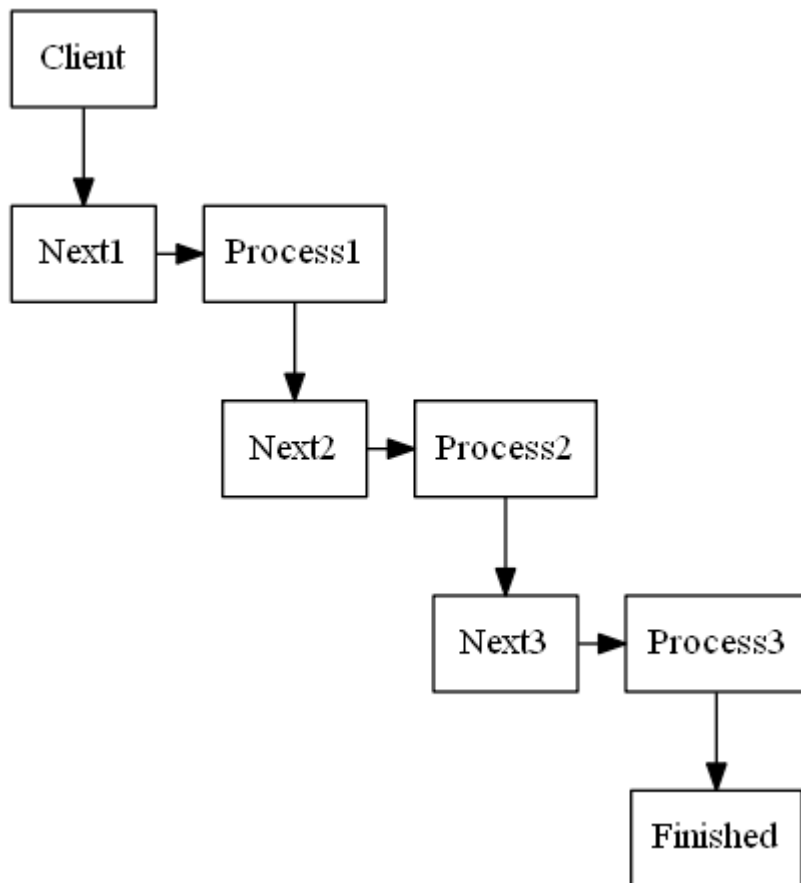 Client
Next1
Process1
Next2
Process2
Next3
Process3
Finished